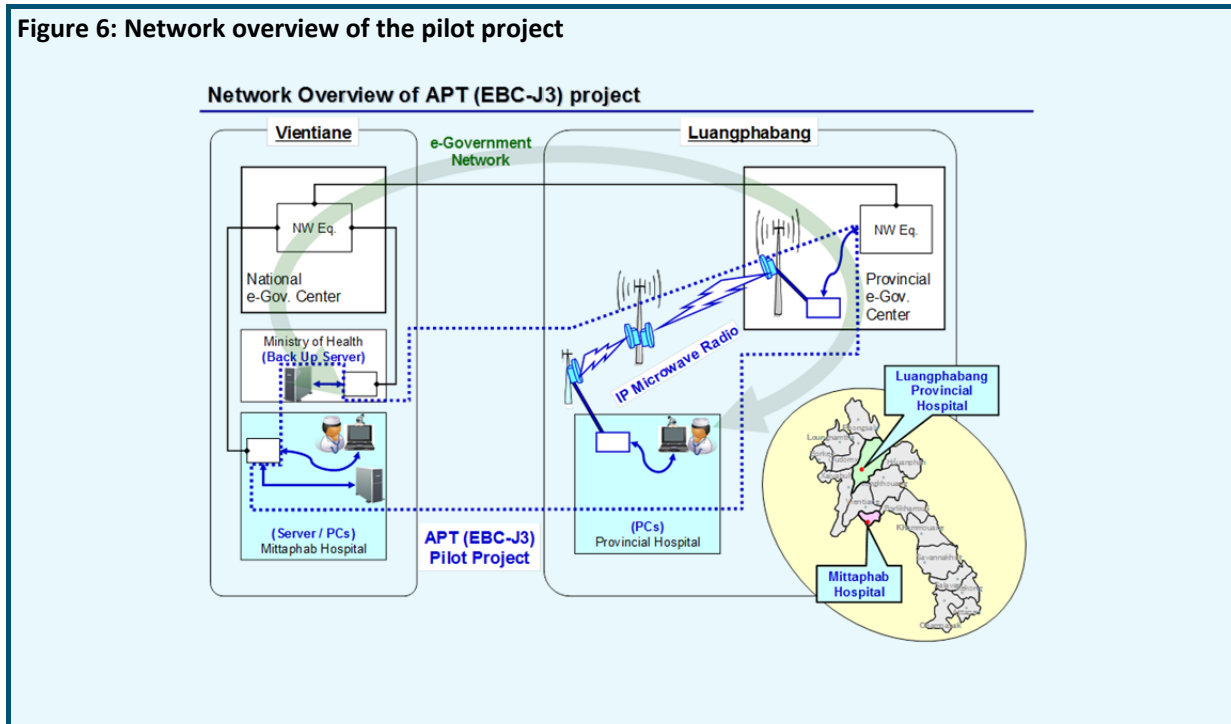 Figure 6: Network overview of the pilot project
Network Overview of APT (EBC-J3) project
Vientiane
e-Government
Network
Luangphabang
NW Eq.
National
e-Gov. Center
NW Eq.
Provincial
e-Gov.
Center
Ministry of Health
(Back Up Server)
IP Microwave Radio
(Server / PCs)
Mittaphab Hospital
APT (EBC-J3)
Pilot Project
(PCs)
Provincial Hospital
Luangphabang
Provincial
Hospital
Mittaphab
Hospital